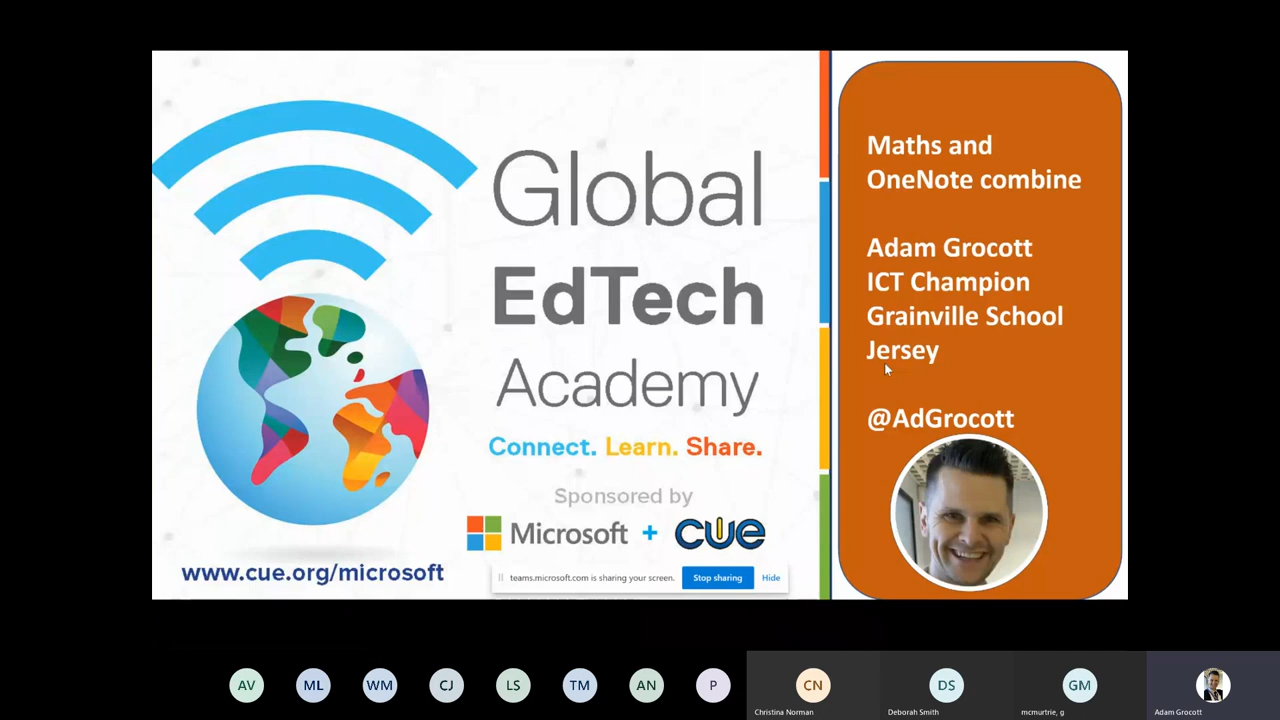 Global
EdTech
Academy
Connect. Learn. Share.
Sponsored by
Microsoft + cue
www.cue.org/microsoft
teams.microsoft.com is sharing your screen. Stop sharing Hide
Maths and
OneNote combine
Adam Grocott
ICT Champion
Grainville School
Jersey
@AdGrocott
AV ML WM CJ LS TM AN P CN DS GM
Christina Norman Deborah Smith mcmurtrie, g Adam Grocott